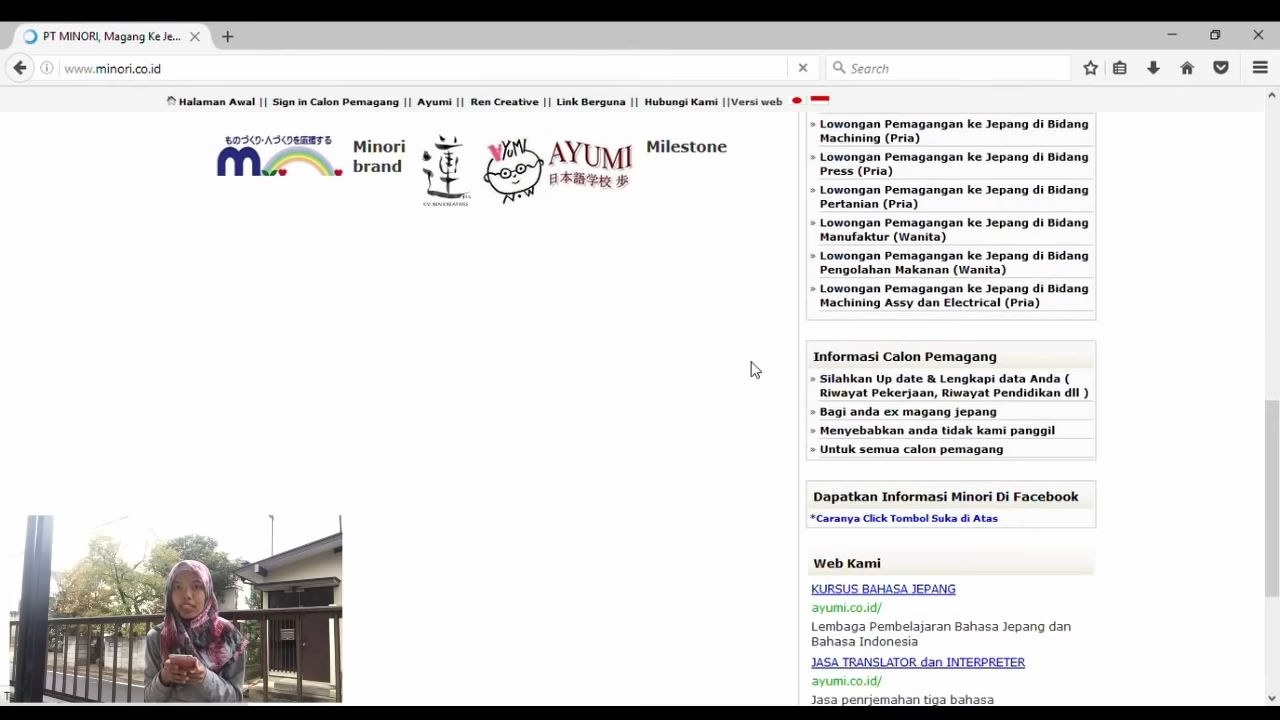 PT MINORI, Magang Ke Je...
www.minori.co.id
Search
Halaman Awal || Sign in Calon Pemagang || Ayumi || Ren Creative || Link Berguna || Hubungi Kami ||Versi web
ものづくり・人づくりを応援する
Minori
brand
蓮
AYUMI
日本語学校 歩
Milestone
» Lowongan Pemagangan ke Jepang di Bidang
Machining (Pria)
» Lowongan Pemagangan ke Jepang di Bidang
Press (Pria)
» Lowongan Pemagangan ke Jepang di Bidang
Pertanian (Pria)
» Lowongan Pemagangan ke Jepang di Bidang
Manufaktur (Wanita)
» Lowongan Pemagangan ke Jepang di Bidang
Pengolahan Makanan (Wanita)
» Lowongan Pemagangan ke Jepang di Bidang
Machining Assy dan Electrical (Pria)
Informasi Calon Pemagang
» Silahkan Up date & Lengkapi data Anda (
Riwayat Pekerjaan, Riwayat Pendidikan dll )
» Bagi anda ex magang jepang
» Menyebabkan anda tidak kami panggil
» Untuk semua calon pemagang
Dapatkan Informasi Minori Di Facebook
*Caranya Click Tombol Suka di Atas
Web Kami
KURSUS BAHASA JEPANG
ayumi.co.id/
Lembaga Pembelajaran Bahasa Jepang dan
Bahasa Indonesia
JASA TRANSLATOR dan INTERPRETER
ayumi.co.id/
Jasa penrjemahan tiga bahasa